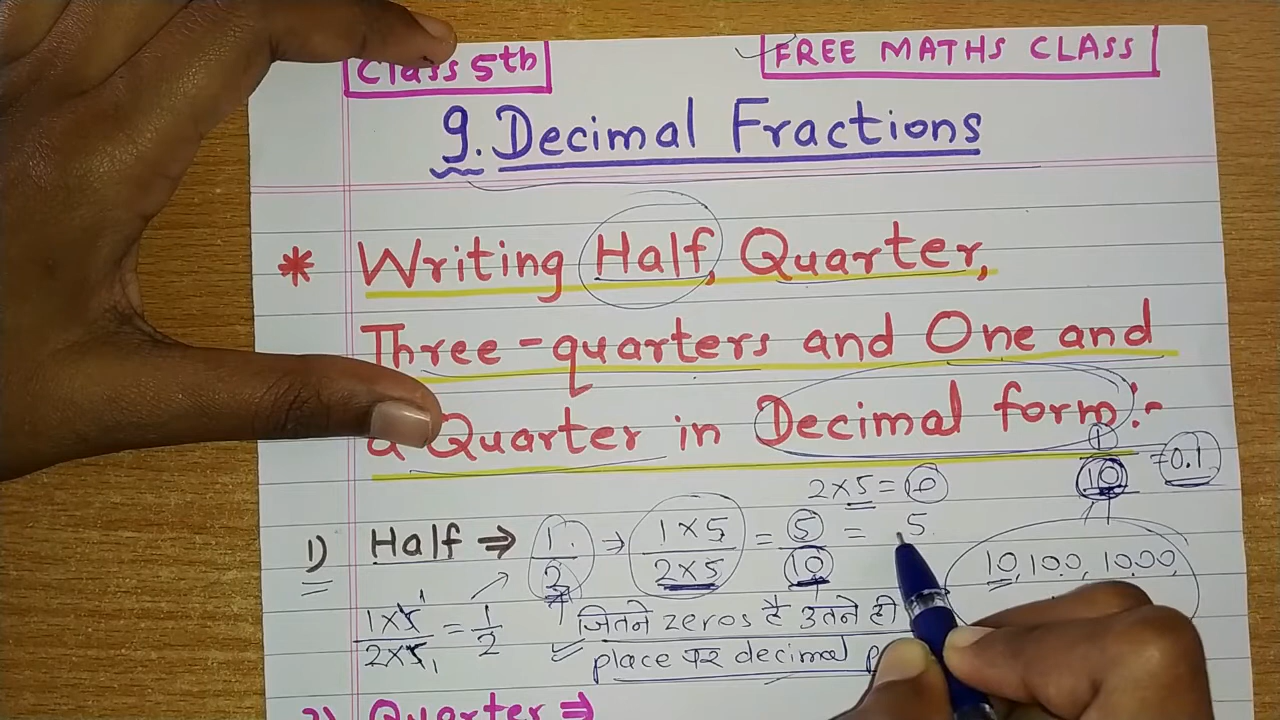 Class 5th
FREE MATHS CLASS
9. Decimal Fractions
* Writing Half, Quarter,
Three-quarters and One and
a Quarter in Decimal form:-
1/10 = 0.1
2×5=10
1) Half ⇒ 1/2 → 1×5/2×5 = 5/10 = .5
10, 100, 1000,
1×5/2×5 = 1/2
जितने zeros है उतने ही
place पर decimal
2) Quarter ⇒